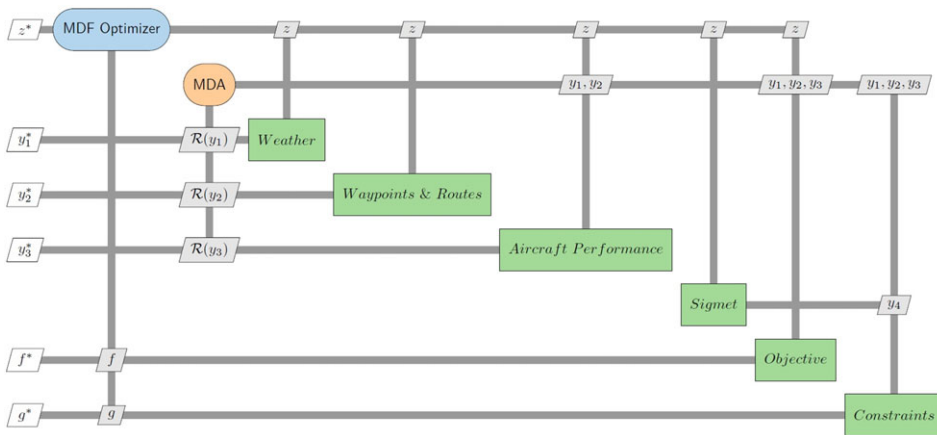 z* MDF Optimizer z z z z z
MDA y₁, y₂ y₁, y₂, y₃ y₁, y₂, y₃
y₁* ℛ(y₁) Weather
y₂* ℛ(y₂) Waypoints & Routes
y₃* ℛ(y₃) Aircraft Performance
Sigmet y₄
f* f Objective
g* g Constraints